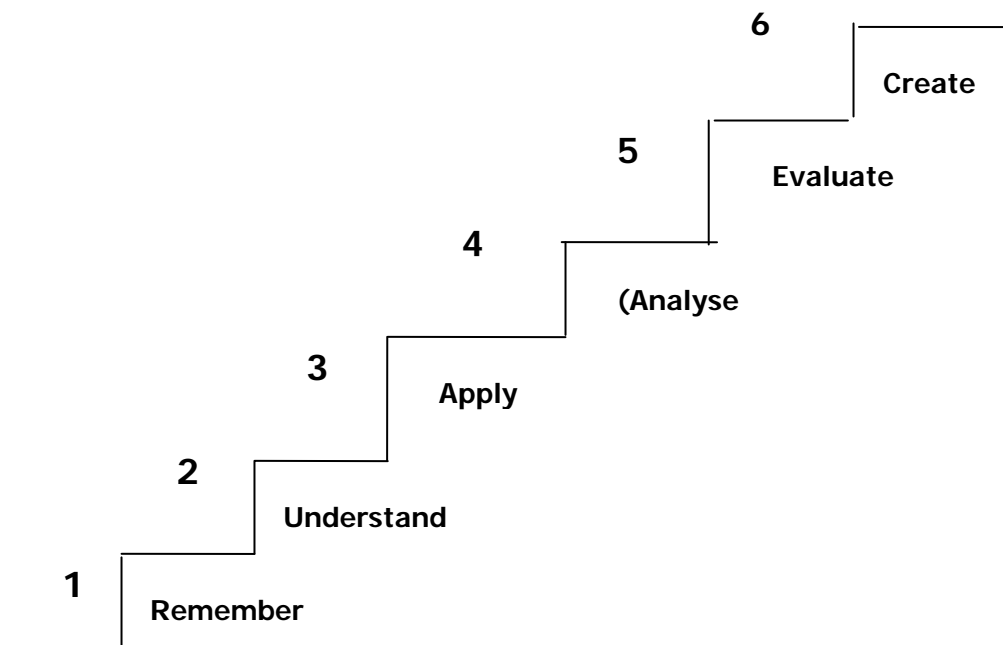 6
Create
5
Evaluate
4
(Analyse
3
Apply
2
Understand
1
Remember